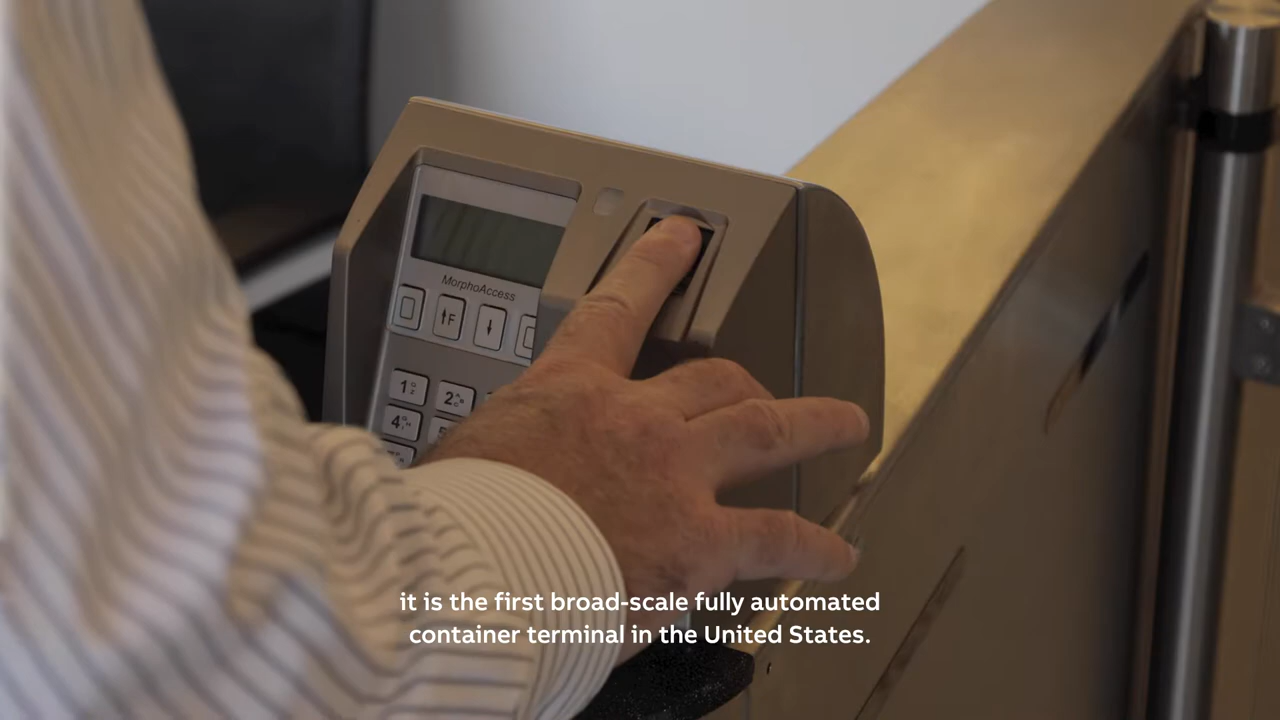 MorphoAccess
F
1
2
4
it is the first broad-scale fully automated
container terminal in the United States.